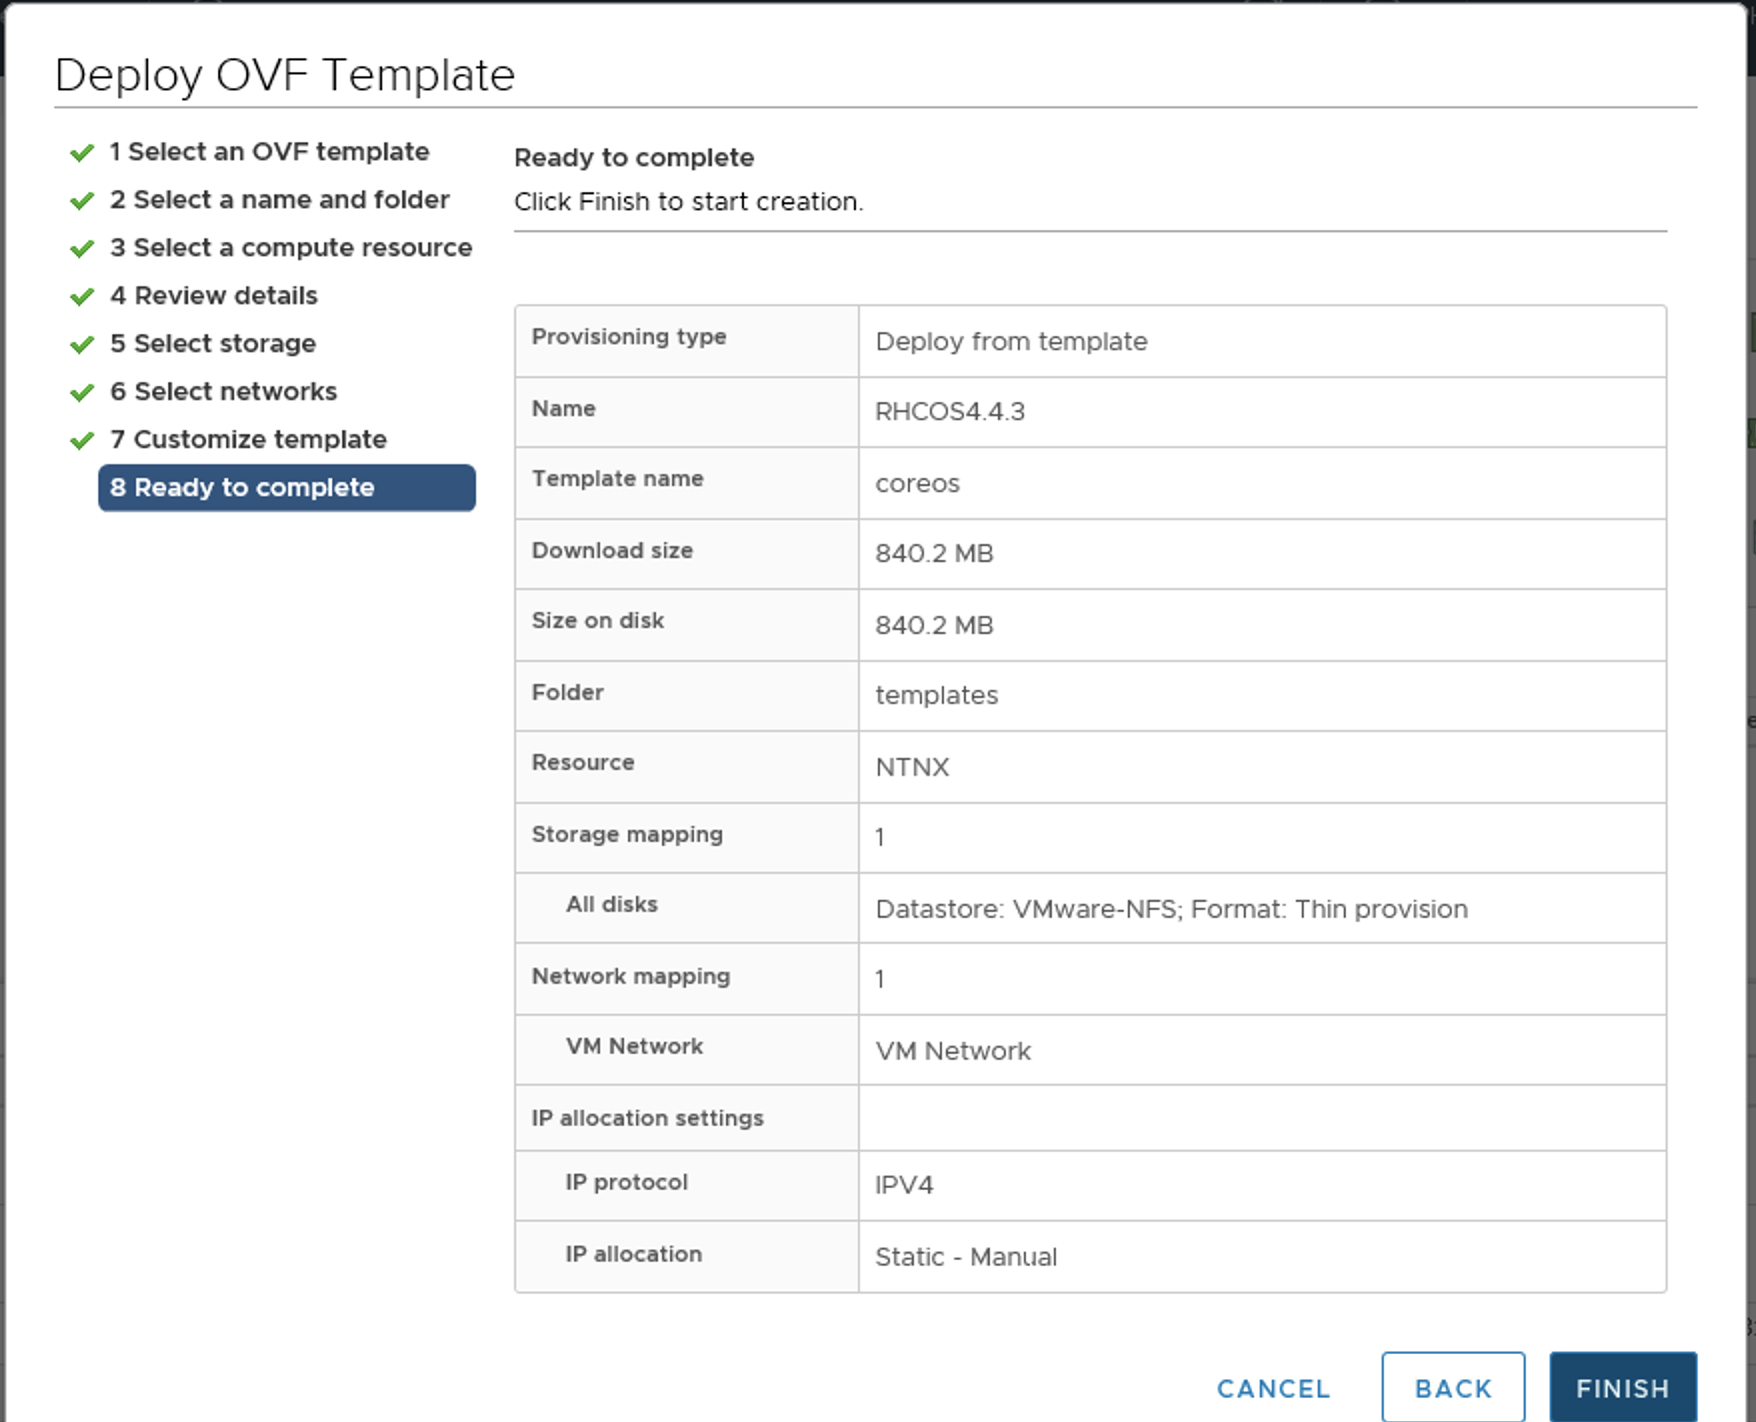 Deploy OVF Template
1 Select an OVF template
2 Select a name and folder
3 Select a compute resource
4 Review details
5 Select storage
6 Select networks
7 Customize template
8 Ready to complete
Ready to complete
Click Finish to start creation.
Provisioning type Deploy from template
Name RHCOS4.4.3
Template name coreos
Download size 840.2 MB
Size on disk 840.2 MB
Folder templates
Resource NTNX
Storage mapping 1
All disks Datastore: VMware-NFS; Format: Thin provision
Network mapping 1
VM Network VM Network
IP allocation settings
IP protocol IPV4
IP allocation Static - Manual
CANCEL BACK FINISH